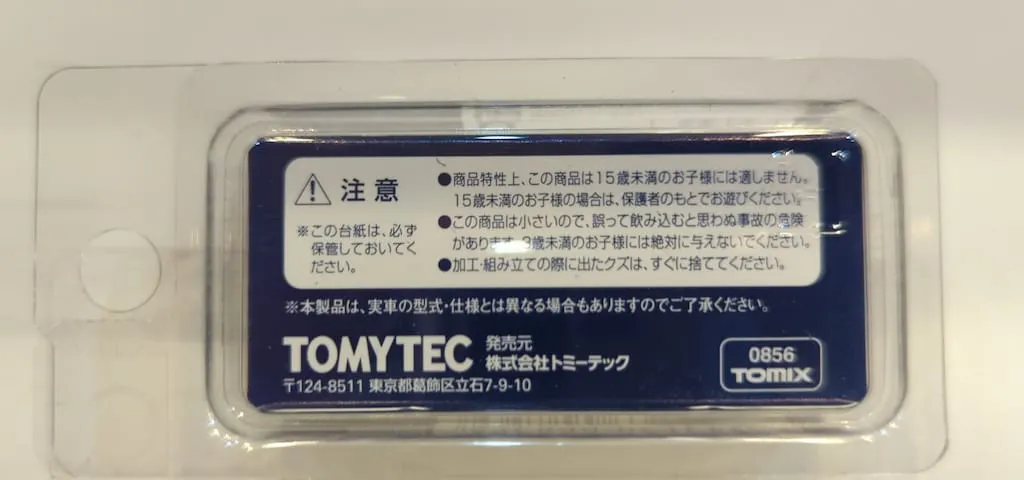 注意
※この台紙は、必ず
保管しておいてく
ださい。
●商品特性上、この商品は15歳未満のお子様には適しません。
15歳未満のお子様の場合は、保護者のもとでお遊びください。
●この商品は小さいので、誤って飲み込むと思わぬ事故の危険
があります。3歳未満のお子様には絶対に与えないでください。
●加工・組み立ての際に出たクズは、すぐに捨ててください。
※本製品は、実車の型式・仕様とは異なる場合もありますのでご了承ください。
TOMYTEC
発売元
株式会社トミーテック
〒124-8511 東京都葛飾区立石7-9-10
0856
TOMIX